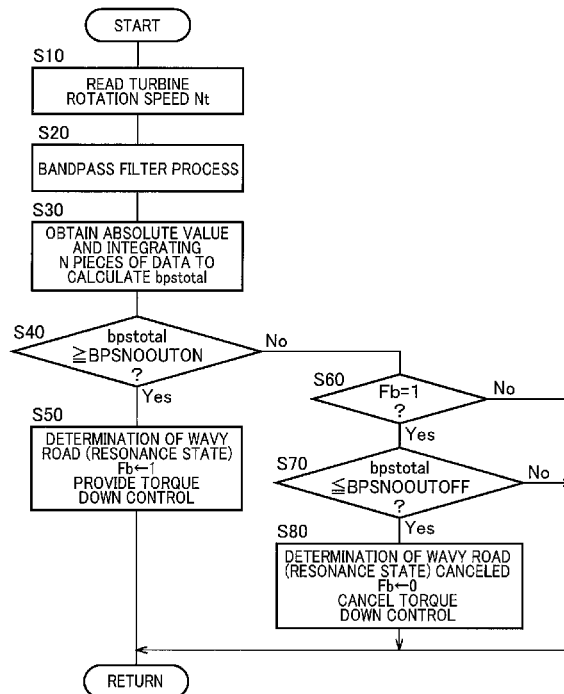 START
S10
READ TURBINE
ROTATION SPEED Nt
S20
BANDPASS FILTER PROCESS
S30
OBTAIN ABSOLUTE VALUE
AND INTEGRATING
N PIECES OF DATA TO
CALCULATE bpstotal
S40
bpstotal
≧BPSNOOUTON
?
No
Yes
S50
DETERMINATION OF WAVY
ROAD (RESONANCE STATE)
Fb←1
PROVIDE TORQUE
DOWN CONTROL
S60
Fb=1
?
No
Yes
S70
bpstotal
≦BPSNOOUTOFF
?
No
Yes
S80
DETERMINATION OF WAVY ROAD
(RESONANCE STATE) CANCELED
Fb←0
CANCEL TORQUE
DOWN CONTROL
RETURN